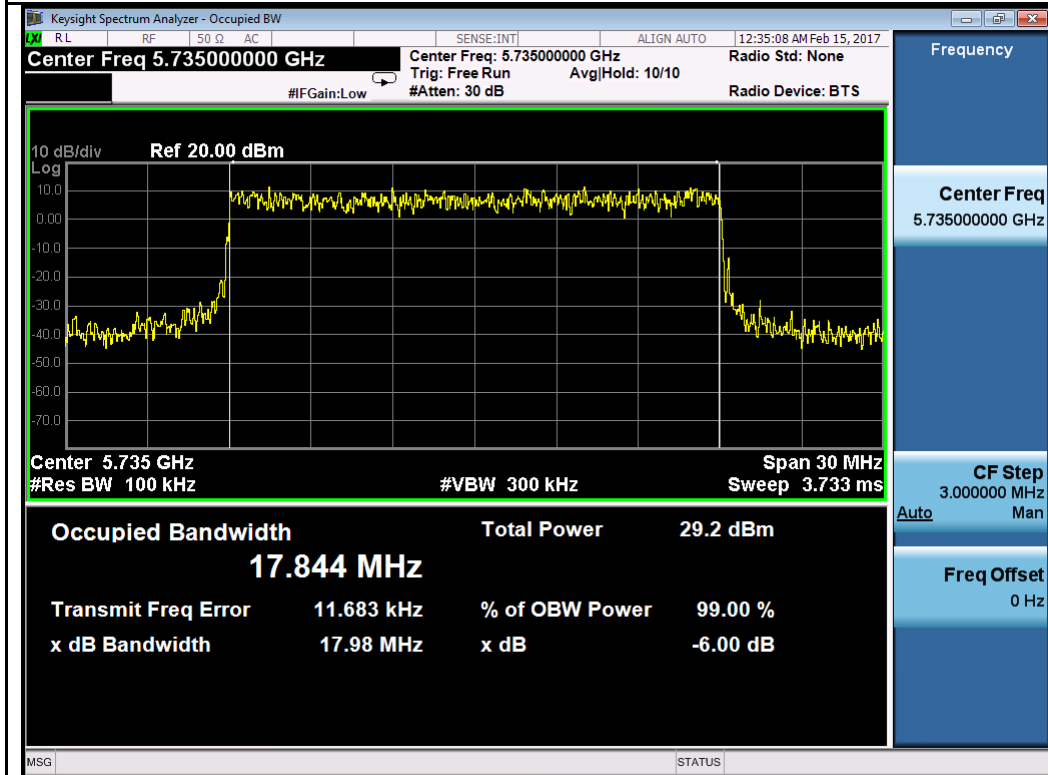 Keysight Spectrum Analyzer - Occupied BW
LXI RL RF 50 Ω AC SENSE:INT ALIGN AUTO 12:35:08 AM Feb 15, 2017
Center Freq 5.735000000 GHz
Center Freq: 5.735000000 GHz Radio Std: None
Trig: Free Run Avg|Hold: 10/10
#IFGain:Low #Atten: 30 dB Radio Device: BTS
10 dB/div Ref 20.00 dBm
Log
10.0
0.00
-10.0
-20.0
-30.0
-40.0
-50.0
-60.0
-70.0
Center 5.735 GHz Span 30 MHz
#Res BW 100 kHz #VBW 300 kHz Sweep 3.733 ms
Occupied Bandwidth Total Power 29.2 dBm
17.844 MHz
Transmit Freq Error 11.683 kHz % of OBW Power 99.00 %
x dB Bandwidth 17.98 MHz x dB -6.00 dB
MSG STATUS
Frequency
Center Freq
5.735000000 GHz
CF Step
3.000000 MHz
Auto Man
Freq Offset
0 Hz